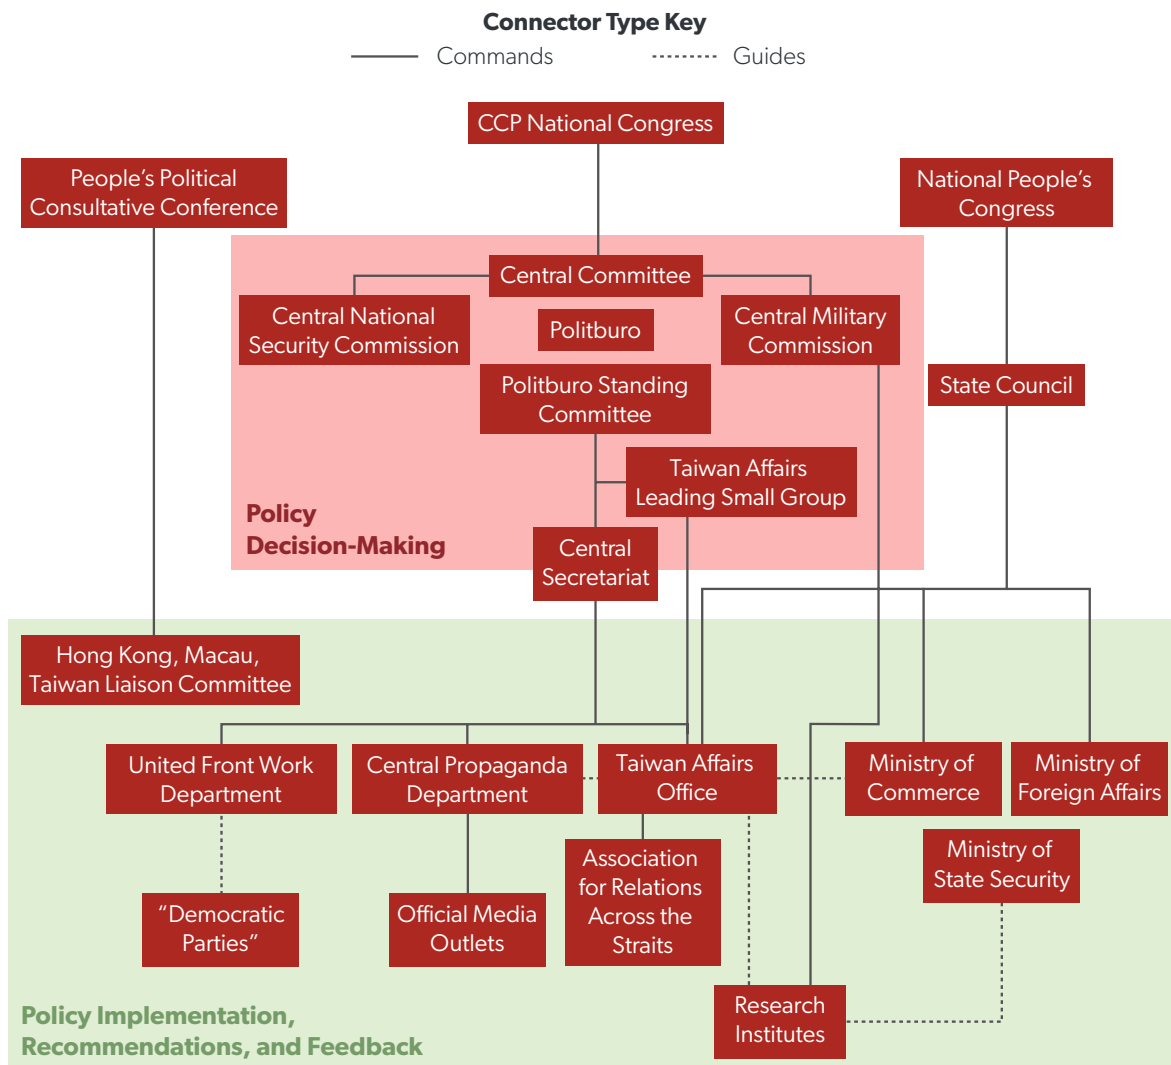 Connector Type Key
Commands
Guides
CCP National Congress
People’s Political
Consultative Conference
National People’s
Congress
Central Committee
Central National
Security Commission
Politburo
Central Military
Commission
Politburo Standing
Committee
State Council
Taiwan Affairs
Leading Small Group
Policy
Decision-Making
Central
Secretariat
Hong Kong, Macau,
Taiwan Liaison Committee
United Front Work
Department
Central Propaganda
Department
Taiwan Affairs
Office
Ministry of
Commerce
Ministry of
Foreign Affairs
Ministry of
State Security
Association
for Relations
Across the
Straits
“Democratic
Parties”
Official Media
Outlets
Research
Institutes
Policy Implementation,
Recommendations, and Feedback